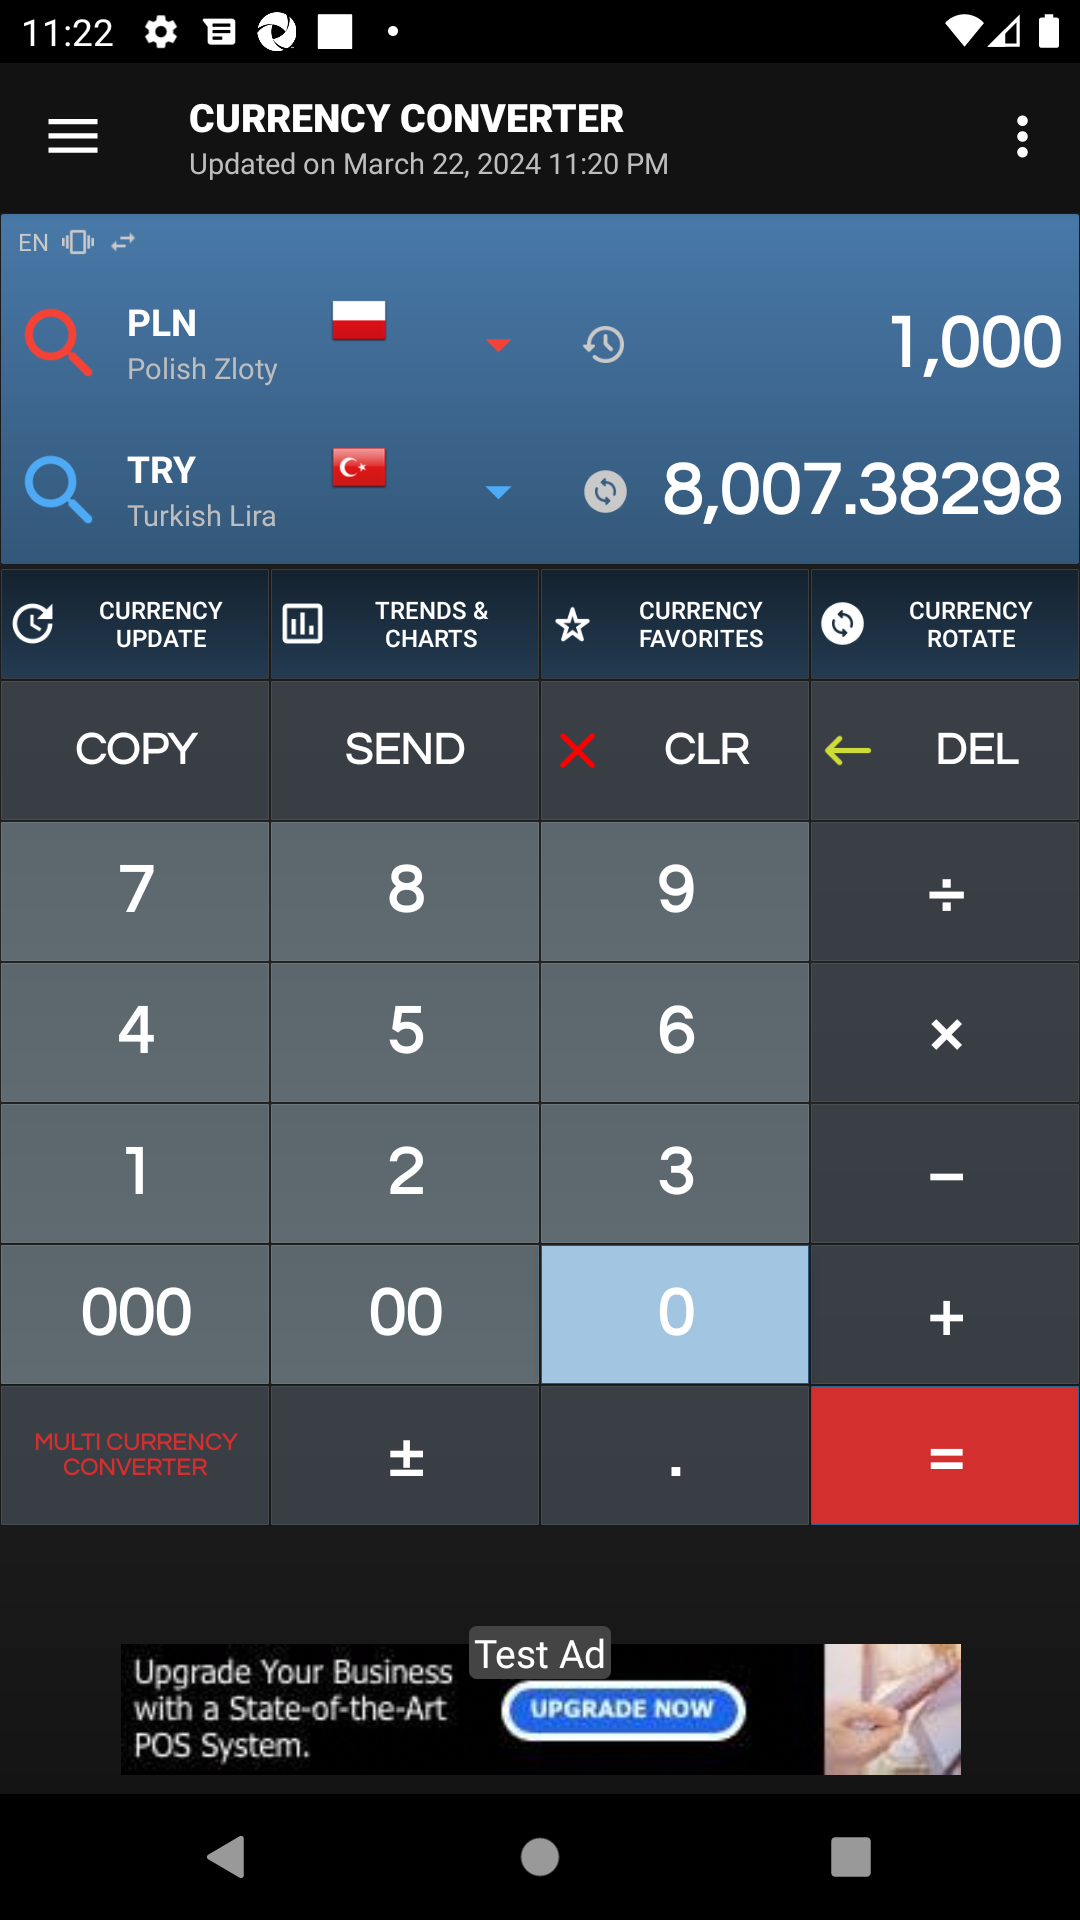 11:22
CURRENCY CONVERTER
Updated on March 22, 2024 11:20 PM
EN
PLN
Polish Zloty
1,000
TRY
Turkish Lira
8,007.38298
CURRENCY UPDATE
TRENDS & CHARTS
CURRENCY FAVORITES
CURRENCY ROTATE
COPY
SEND
CLR
DEL
7
8
9
÷
4
5
6
×
1
2
3
–
000
00
0
+
MULTI CURRENCY CONVERTER
±
.
=
Test Ad
Upgrade Your Business
with a State-of-the-Art
POS System.
UPGRADE NOW